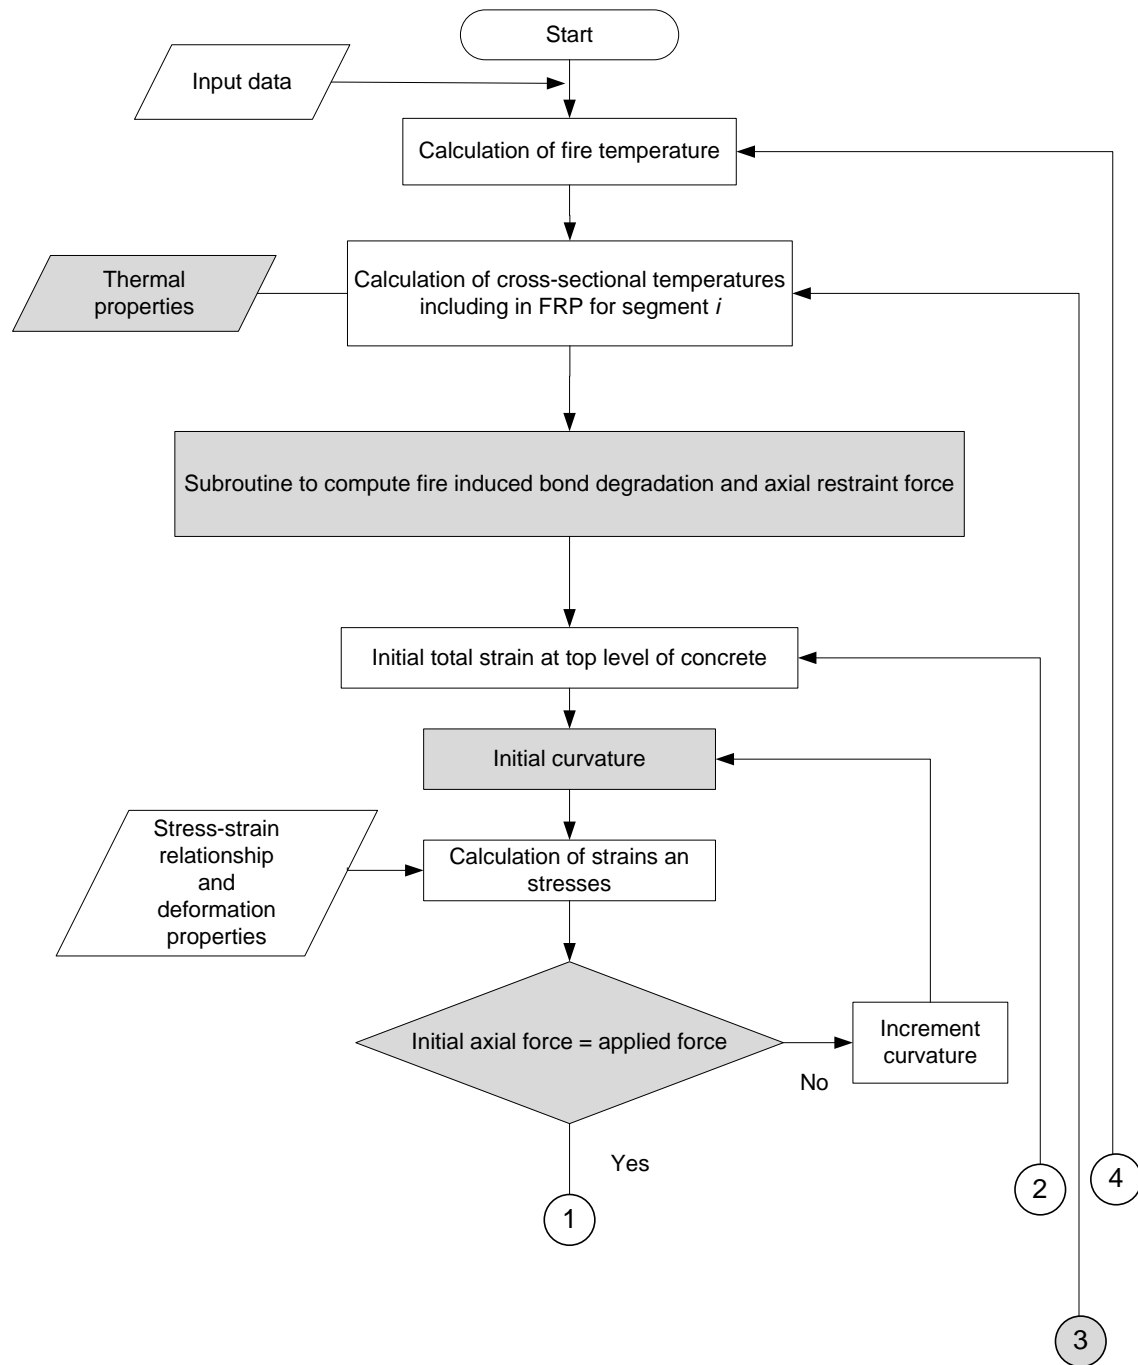 Start
Input data
Calculation of fire temperature
Thermal
properties
Calculation of cross-sectional temperatures
including in FRP for segment i
Subroutine to compute fire induced bond degradation and axial restraint force
Initial total strain at top level of concrete
Initial curvature
Stress-strain
relationship
and
deformation
properties
Calculation of strains an
stresses
Initial axial force = applied force
Increment
curvature
No
Yes
1
2
4
3